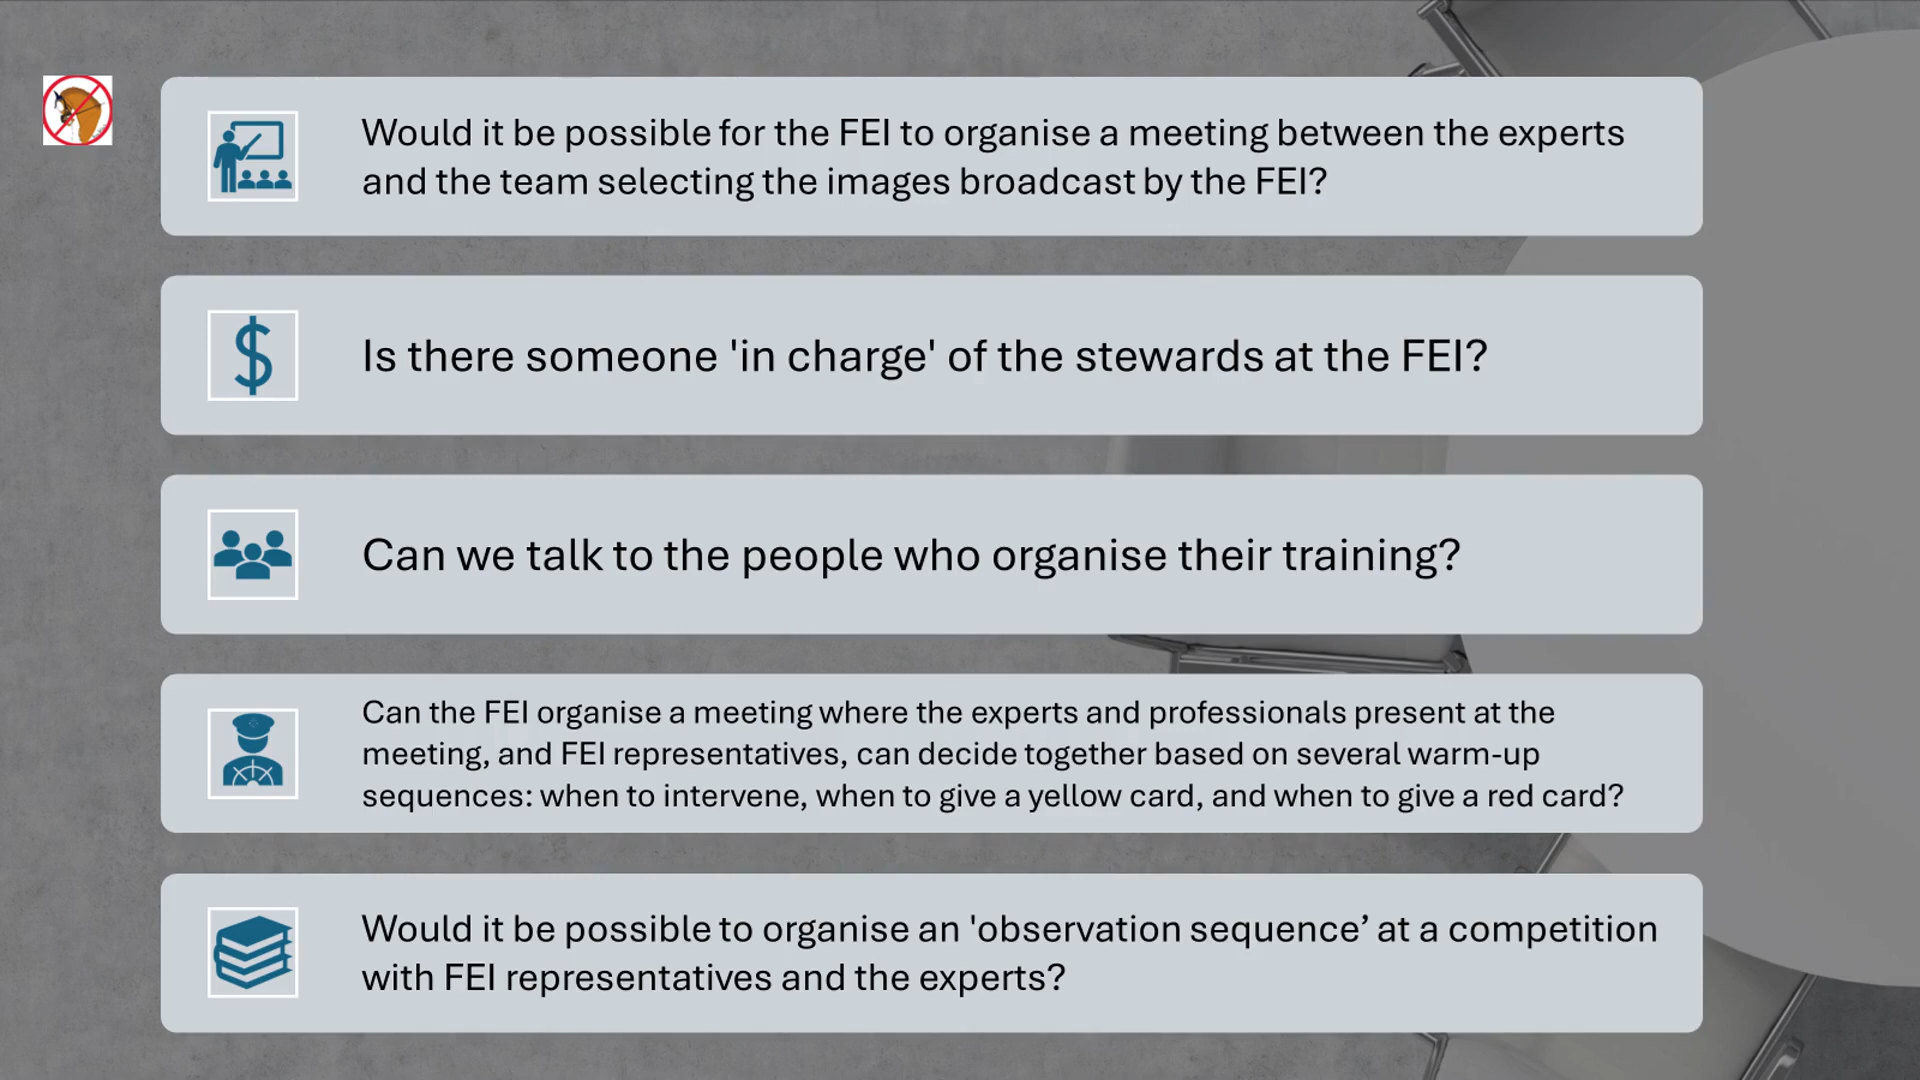 Would it be possible for the FEI to organise a meeting between the experts
and the team selecting the images broadcast by the FEI?
Is there someone 'in charge' of the stewards at the FEI?
Can we talk to the people who organise their training?
Can the FEI organise a meeting where the experts and professionals present at the
meeting, and FEI representatives, can decide together based on several warm-up
sequences: when to intervene, when to give a yellow card, and when to give a red card?
Would it be possible to organise an 'observation sequence’ at a competition
with FEI representatives and the experts?